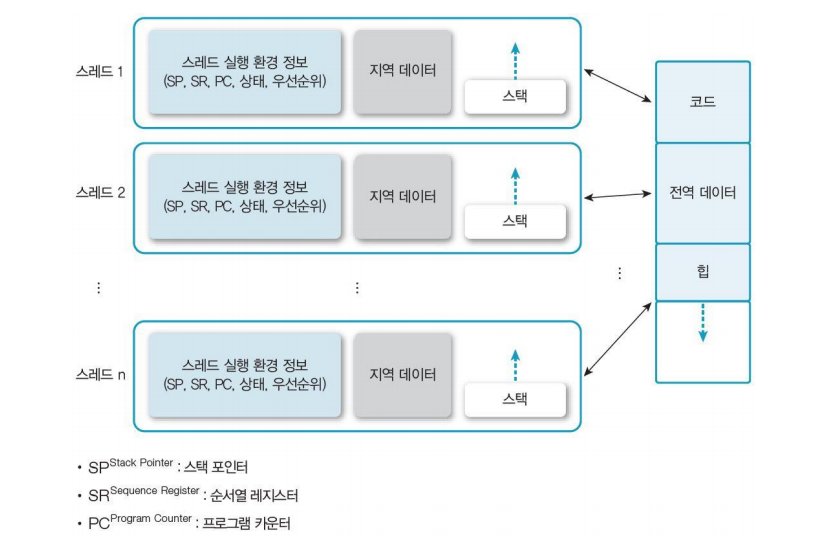 스레드 1
스레드 실행 환경 정보
(SP, SR, PC, 상태, 우선순위)
지역 데이터
스택
코드
스레드 2
스레드 실행 환경 정보
(SP, SR, PC, 상태, 우선순위)
지역 데이터
스택
전역 데이터
힙
⋮ ⋮ ⋮
스레드 n
스레드 실행 환경 정보
(SP, SR, PC, 상태, 우선순위)
지역 데이터
스택
• SP Stack Pointer : 스택 포인터
• SR Sequence Register : 순서열 레지스터
• PC Program Counter : 프로그램 카운터